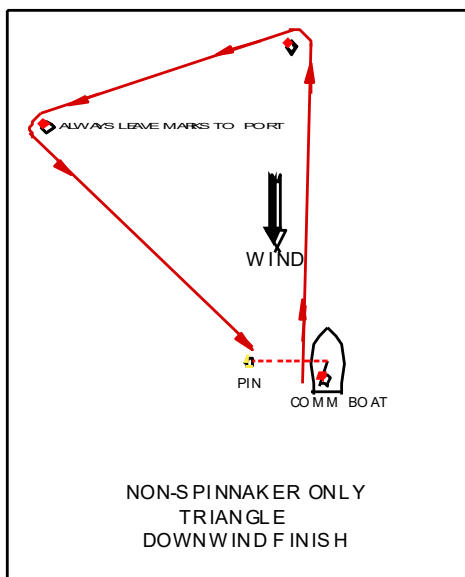 ALWAYS LEAVE MARKS TO PORT
WIND
PIN
COMM BOAT
NON-SPINNAKER ONLY
TRIANGLE
DOWNWIND FINISH